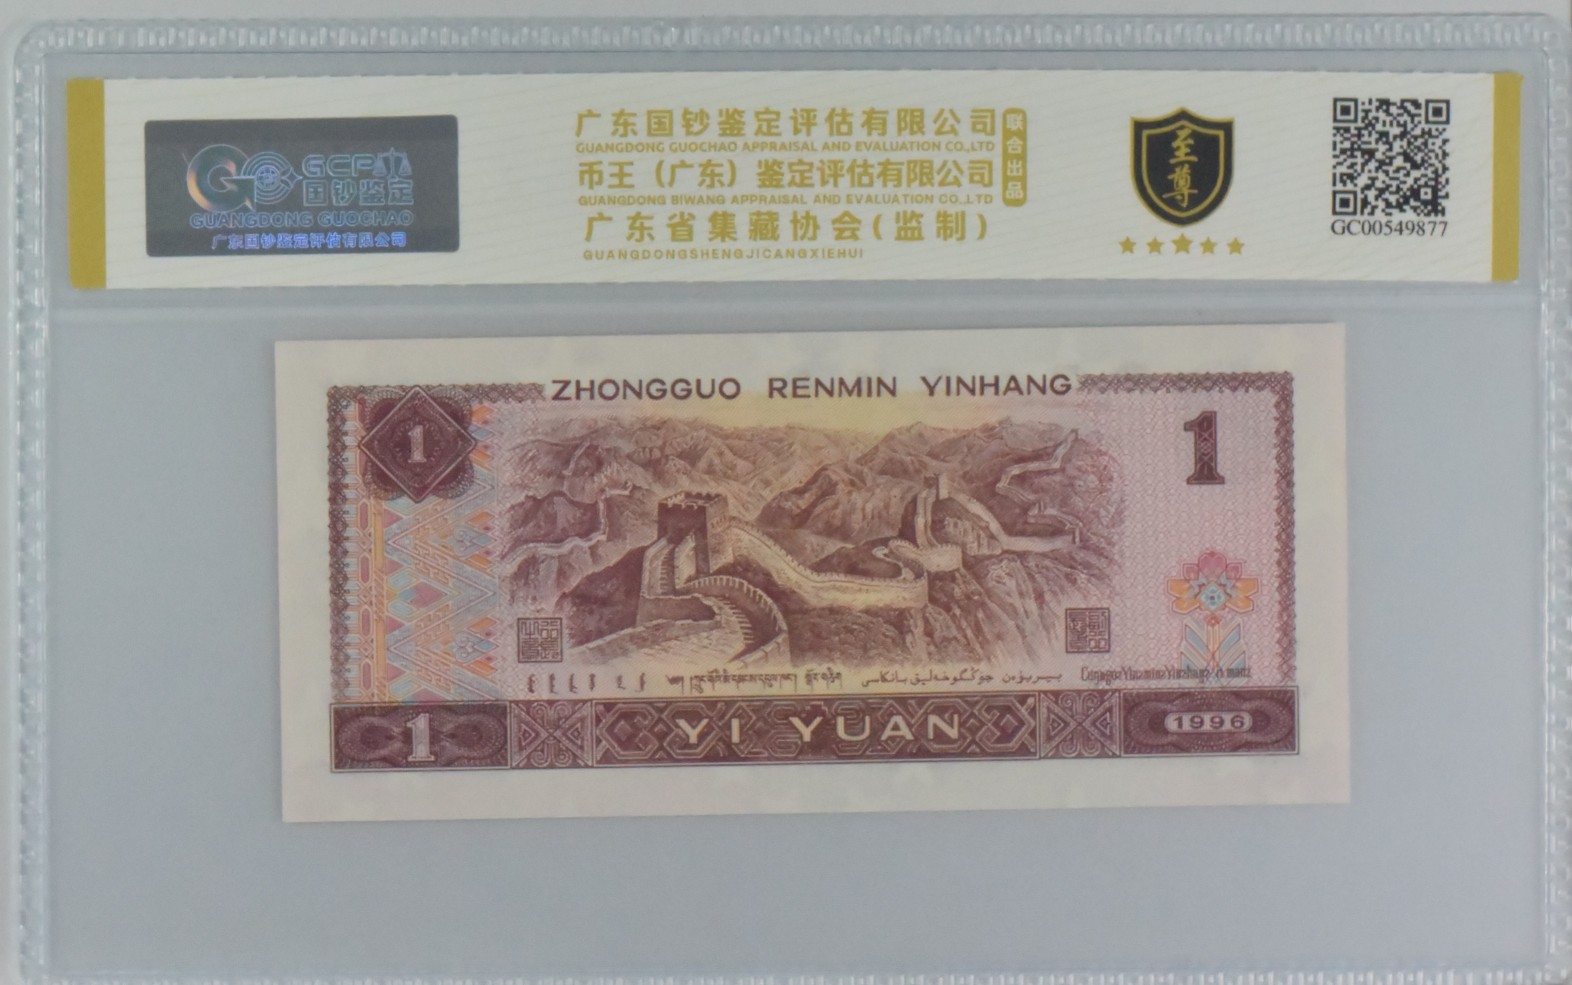 GCP
国钞鉴定
GUANGDONG GUOCHAO
广东国钞鉴定评估有限公司
广东国钞鉴定评估有限公司
GUANGDONG GUOCHAO APPRAISAL AND EVALUATION CO.,LTD
币王（广东）鉴定评估有限公司
GUANGDONG BIWANG APPRAISAL AND EVALUATION CO.,LTD
广东省集藏协会(监制)
GUANGDONGSHENGJICANGXIEHUI
联合出品
至尊
GC00549877
ZHONGGUO RENMIN YINHANG
1
1
1
YI YUAN
1996